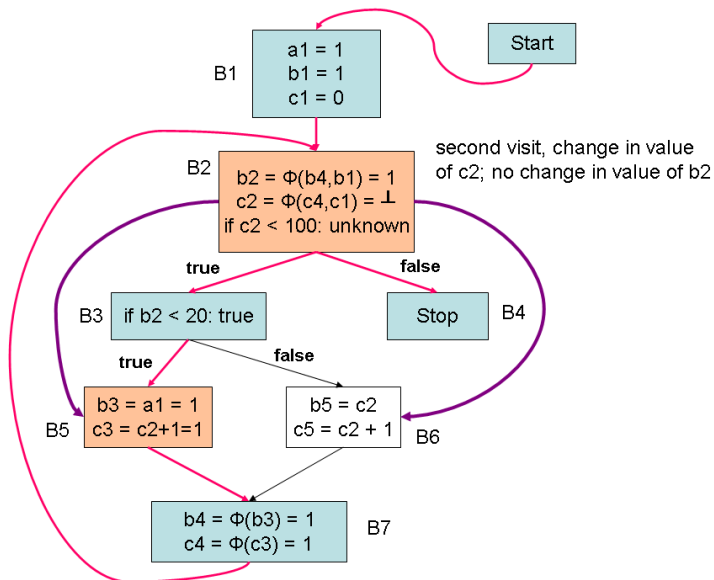 Start
a1 = 1
b1 = 1
c1 = 0
B1
second visit, change in value
of c2; no change in value of b2
B2
b2 = Φ(b4,b1) = 1
c2 = Φ(c4,c1) = ⊥
if c2 < 100: unknown
true
false
B3
if b2 < 20: true
Stop
B4
true
false
b3 = a1 = 1
c3 = c2+1=1
B5
b5 = c2
c5 = c2 + 1
B6
b4 = Φ(b3) = 1
c4 = Φ(c3) = 1
B7